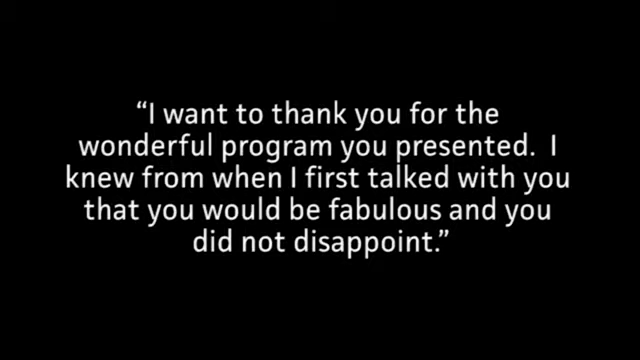 “I want to thank you for the
wonderful program you presented.  I
knew from when I first talked with you
that you would be fabulous and you
did not disappoint.”